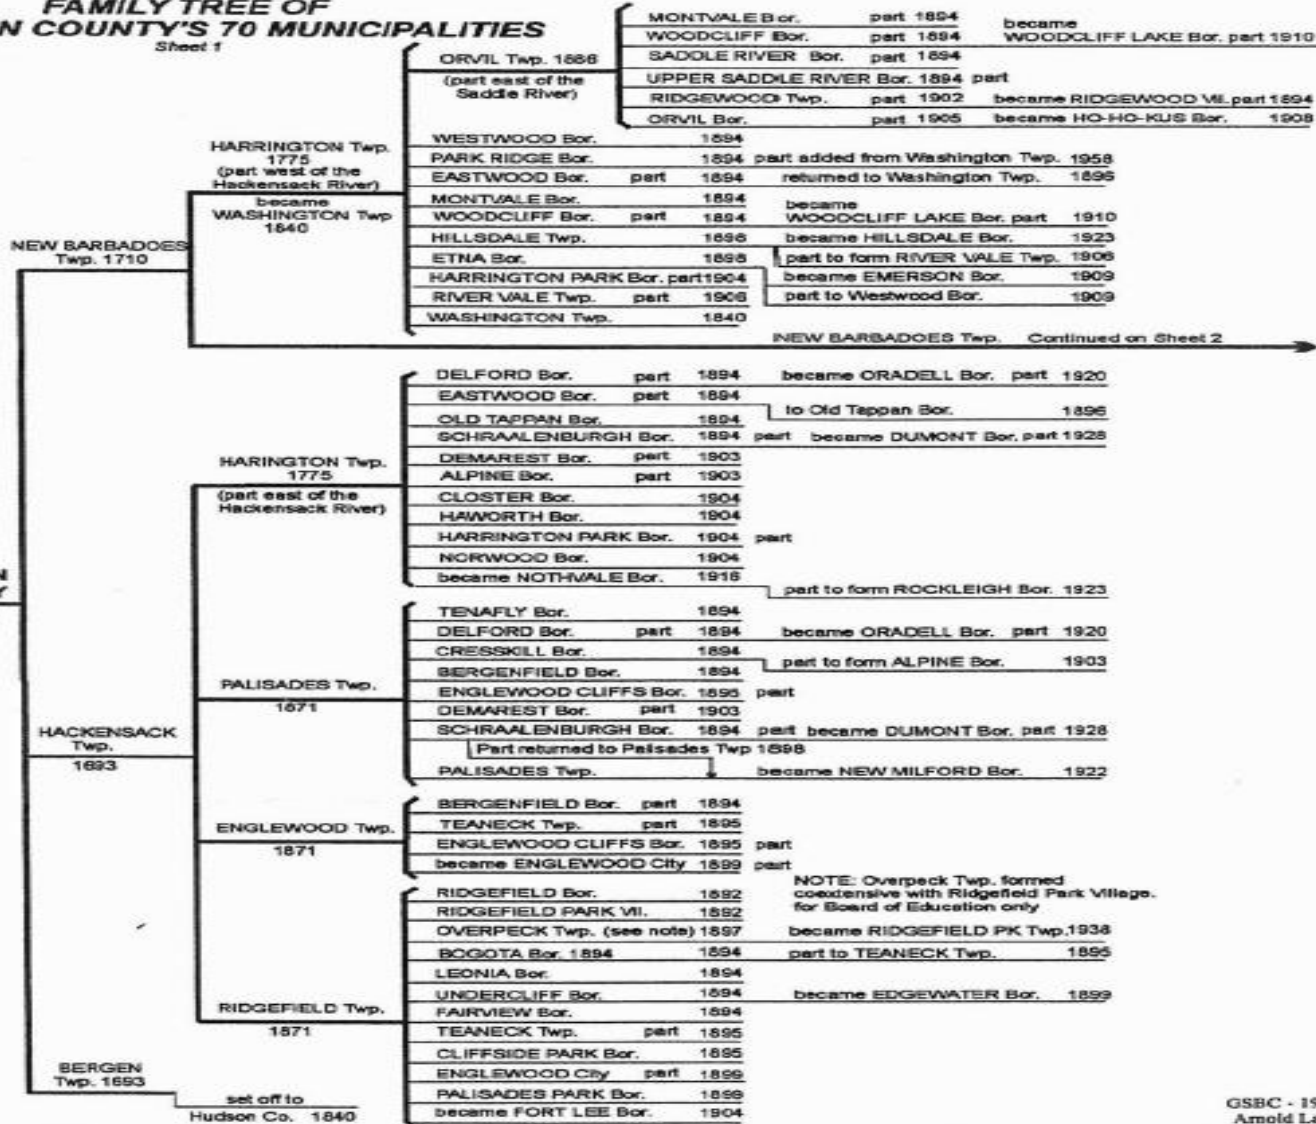 FAMILY TREE OF
N COUNTY'S 70 MUNICIPALITIES
Sheet 1
MONTVALE Bor. part 1894
WOODCLIFF Bor. part 1894 became WOODCLIFF LAKE Bor. part 1910
SADDLE RIVER Bor. part 1894
UPPER SADDLE RIVER Bor. 1894 part
RIDGEWOOD Twp. part 1902 became RIDGEWOOD Vil. part 1894
ORVIL Bor. part 1905 became HO-HO-KUS Bor. 1908
ORVIL Twp. 1886
(part east of the
Saddle River)
WESTWOOD Bor. 1894
PARK RIDGE Bor. 1894 part added from Washington Twp. 1958
EASTWOOD Bor. part 1894 returned to Washington Twp. 1896
MONTVALE Bor. 1894
WOODCLIFF Bor. part 1894 became WOODCLIFF LAKE Bor. part 1910
HILLSDALE Twp. 1898 became HILLSDALE Bor. 1923
part to form RIVER VALE Twp. 1906
ETNA Bor. 1898
became EMERSON Bor. 1909
HARRINGTON PARK Bor. part 1904
part to Westwood Bor. 1909
RIVER VALE Twp. part 1906
WASHINGTON Twp. 1840
HARRINGTON Twp.
1775
(part west of the
Hackensack River)
became
WASHINGTON Twp
1840
NEW BARBADOES
Twp. 1710
NEW BARBADOES Twp. Continued on Sheet 2
DELFORD Bor. part 1894 became ORADELL Bor. part 1920
EASTWOOD Bor. part 1894
to Old Tappan Bor. 1896
OLD TAPPAN Bor. 1894
SCHRAALENBURGH Bor. 1894 part became DUMONT Bor. part 1928
DEMAREST Bor. part 1903
ALPINE Bor. part 1903
CLOSTER Bor. 1904
HAWORTH Bor. 1904
HARRINGTON PARK Bor. 1904 part
NORWOOD Bor. 1904
became NOTHVALE Bor. 1916
part to form ROCKLEIGH Bor. 1923
HARINGTON Twp.
1775
(part east of the
Hackensack River)
N
Y
TENAFLY Bor. 1894
DELFORD Bor. part 1894 became ORADELL Bor. part 1920
CRESSKILL Bor. 1894
part to form ALPINE Bor. 1903
BERGENFIELD Bor. 1894
ENGLEWOOD CLIFFS Bor. 1895 part
DEMAREST Bor. part 1903
SCHRAALENBURGH Bor. 1894 part became DUMONT Bor. part 1928
Part returned to Palisades Twp 1898
PALISADES Twp. became NEW MILFORD Bor. 1922
PALISADES Twp.
1871
HACKENSACK
Twp.
1693
BERGENFIELD Bor. part 1894
TEANECK Twp. part 1895
ENGLEWOOD CLIFFS Bor. 1895 part
became ENGLEWOOD City 1899 part
ENGLEWOOD Twp.
1871
NOTE: Overpeck Twp. formed
coextensive with Ridgefield Park Village.
for Board of Education only
RIDGEFIELD Bor. 1892
RIDGEFIELD PARK Vil. 1892
OVERPECK Twp. (see note) 1897 became RIDGEFIELD PK Twp. 1938
BOGOTA Bor. 1894 1894 part to TEANECK Twp. 1895
LEONIA Bor. 1894
UNDERCLIFF Bor. 1894 became EDGEWATER Bor. 1899
FAIRVIEW Bor. 1894
TEANECK Twp. part 1895
CLIFFSIDE PARK Bor. 1895
ENGLEWOOD City part 1899
PALISADES PARK Bor. 1899
became FORT LEE Bor. 1904
RIDGEFIELD Twp.
1871
BERGEN
Twp. 1693
set off to
Hudson Co. 1840
GSBC - 19
Arnold La